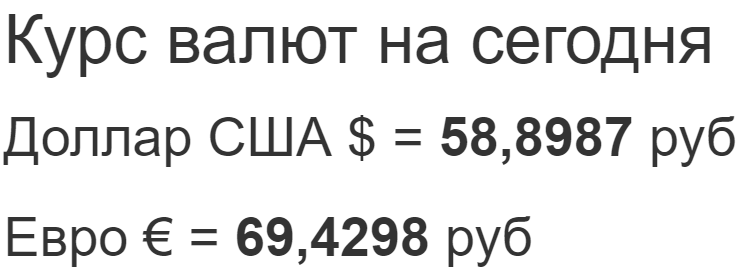 Курс валют на сегодня
Доллар США $ = 58,8987 руб
Евро € = 69,4298 руб